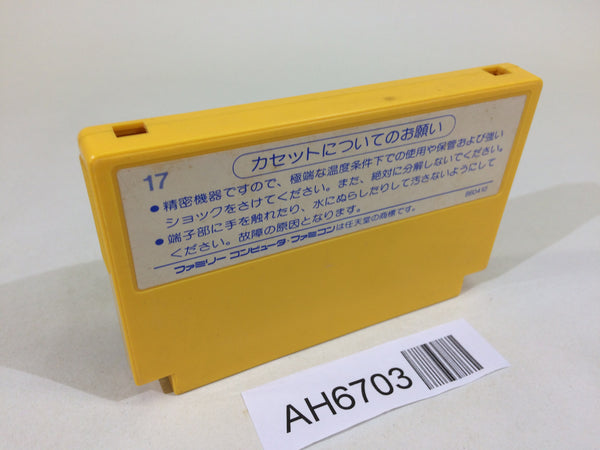 17
カセットについてのお願い
●精密機器ですので、極端な温度条件下での使用や保管および強い
ショックをさけてください。また、絶対に分解しないでください。
●端子部に手を触れたり、水にぬらしたりして汚さないようにして
ください。故障の原因となります。
880410
ファミリーコンピュータ・ファミコンは任天堂の商標です。
AH6703